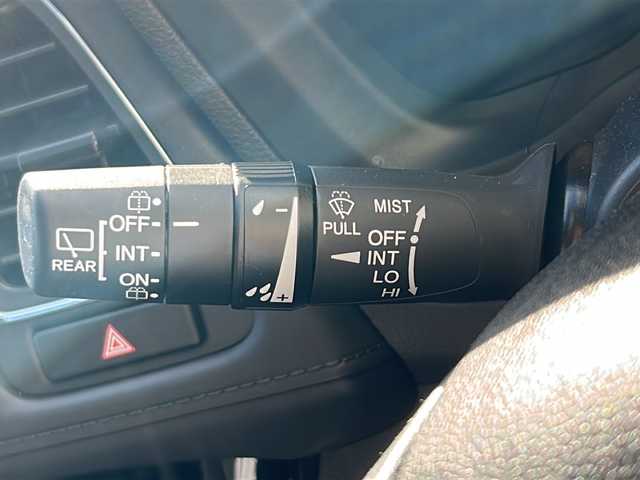 OFF
INT
ON
REAR
− 
+
PULL
MIST
OFF
INT
LO
HI